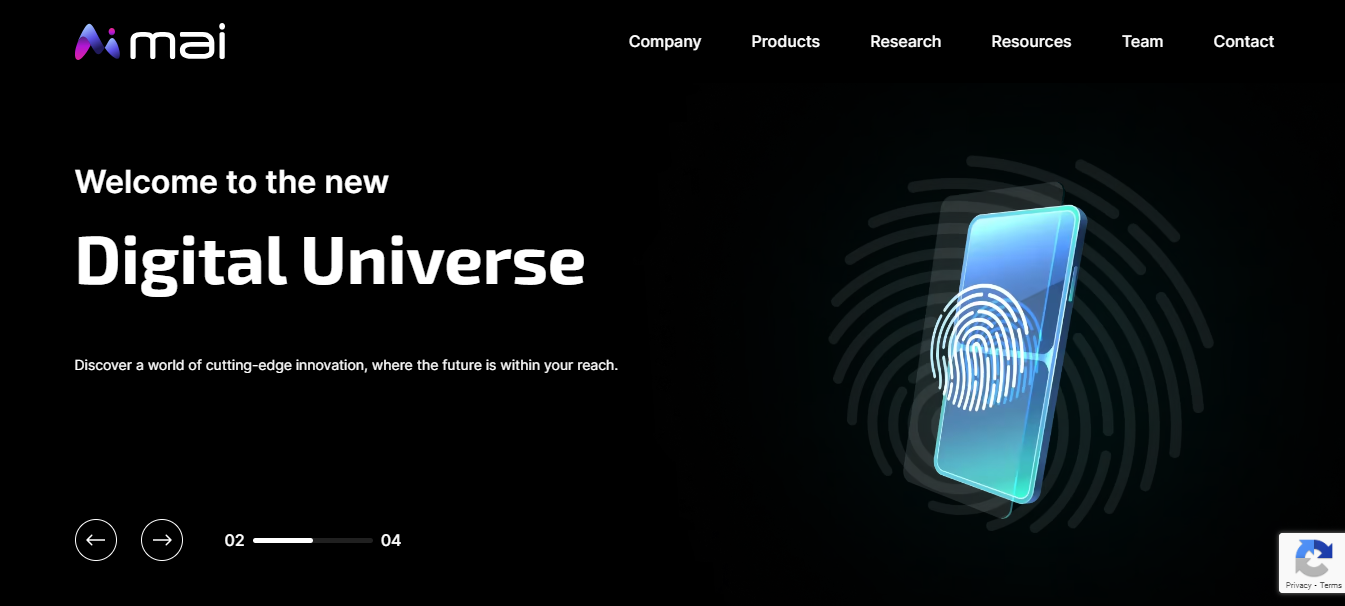 mai
Company Products Research Resources Team Contact
Welcome to the new
Digital Universe
Discover a world of cutting-edge innovation, where the future is within your reach.
02 04
Privacy - Terms